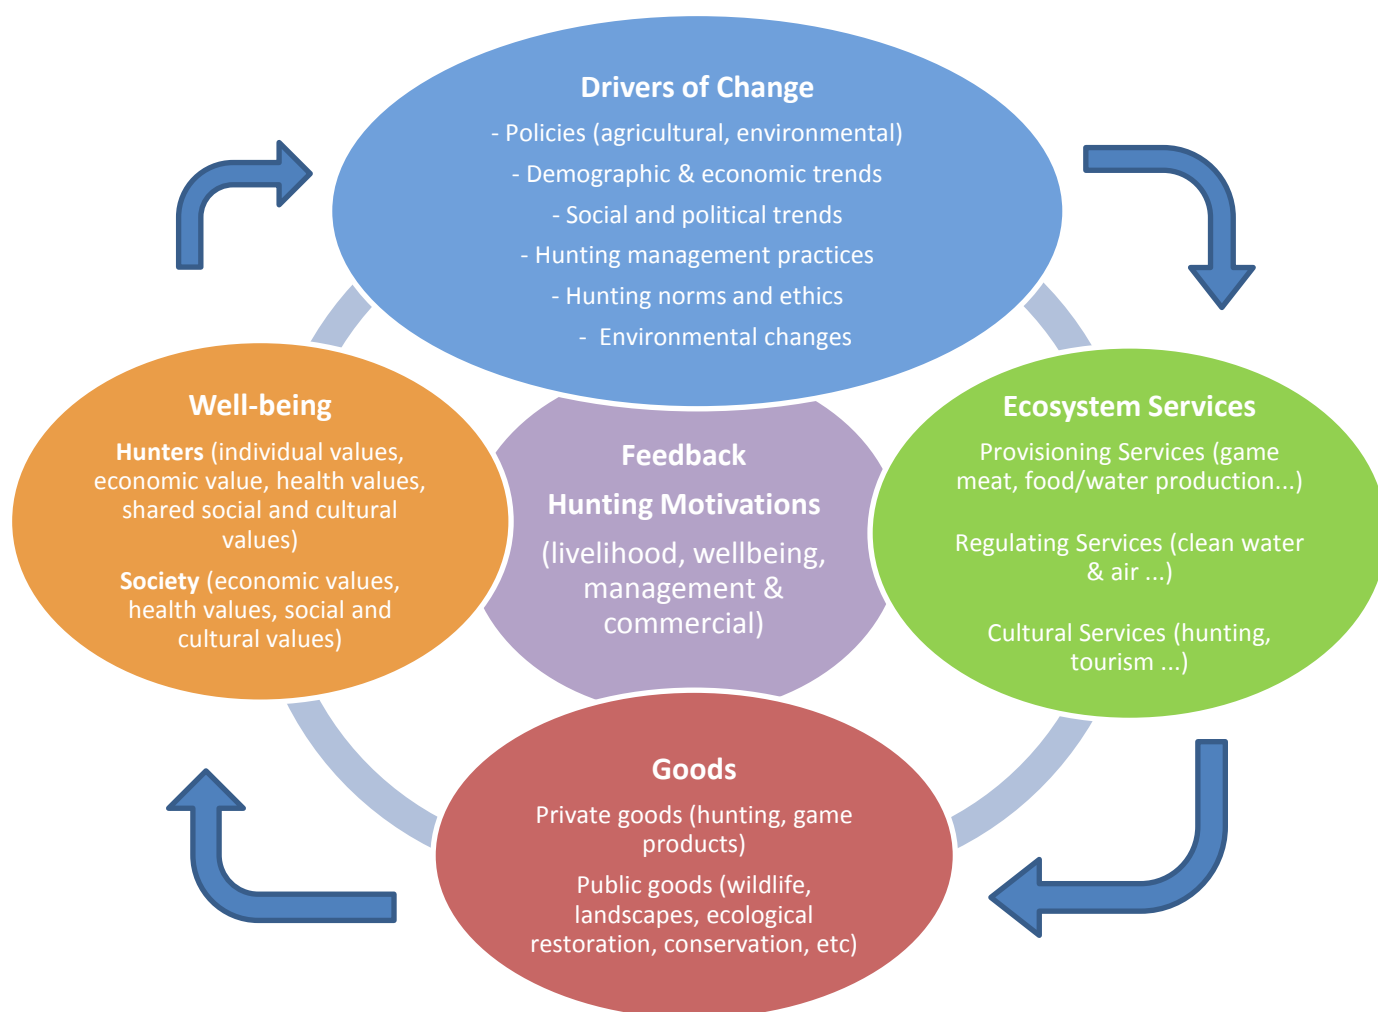 Drivers of Change
- Policies (agricultural, environmental)
- Demographic & economic trends
- Social and political trends
- Hunting management practices
- Hunting norms and ethics
- Environmental changes
Well-being
Hunters (individual values,
economic value, health values,
shared social and cultural
values)
Society (economic values,
health values, social and
cultural values)
Feedback
Hunting Motivations
(livelihood, wellbeing,
management &
commercial)
Ecosystem Services
Provisioning Services (game
meat, food/water production...)
Regulating Services (clean water
& air ...)
Cultural Services (hunting,
tourism ...)
Goods
Private goods (hunting, game
products)
Public goods (wildlife,
landscapes, ecological
restoration, conservation, etc)